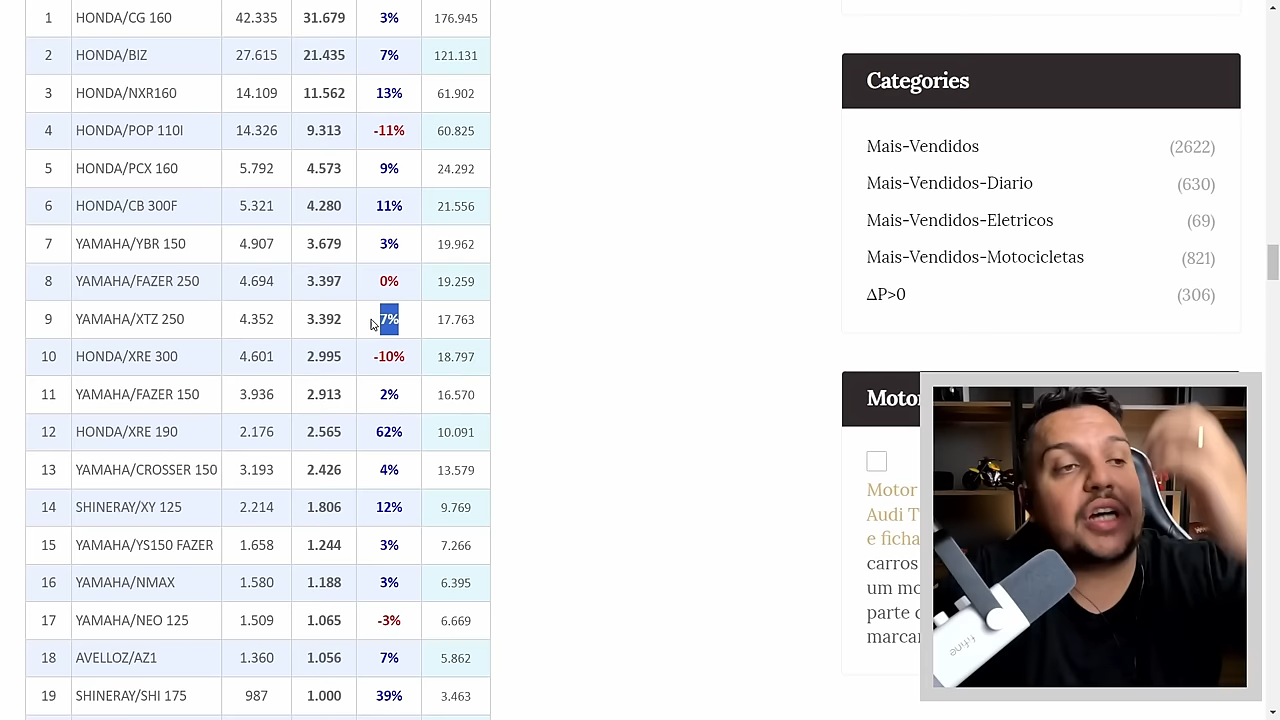 1 HONDA/CG 160 42.335 31.679 3% 176.945
2 HONDA/BIZ 27.615 21.435 7% 121.131
3 HONDA/NXR160 11.562 13% 61.902
4 HONDA/POP 110I 14.326 9.313 -11% 60.825
5 HONDA/PCX 160 5.792 4.573 9% 24.292
6 HONDA/CB 300F 5.321 4.280 11% 21.556
7 YAMAHA/YBR 150 4.907 3.679 3% 19.962
8 YAMAHA/FAZER 250 4.694 3.397 0% 19.259
9 YAMAHA/XTZ 250 4.352 3.392 7% 17.763
10 HONDA/XRE 300 4.601 2.995 -10% 18.797
11 YAMAHA/FAZER 150 3.936 2.913 2% 16.570
12 HONDA/XRE 190 2.176 2.565 62% 10.091
13 YAMAHA/CROSSER 150 3.193 2.426 4% 13.579
14 SHINERAY/XY 125 2.214 1.806 12% 9.769
15 YAMAHA/YS150 FAZER 1.658 1.244 3% 7.266
16 YAMAHA/NMAX 1.580 1.188 3% 6.395
17 YAMAHA/NEO 125 1.509 1.065 -3% 6.669
18 AVELLOZ/AZ1 1.360 1.056 7% 5.862
19 SHINERAY/SHI 175 987 1.000 39% 3.463
Categories
Mais-Vendidos (2622)
Mais-Vendidos-Diario (630)
Mais-Vendidos-Eletricos (69)
Mais-Vendidos-Motocicletas (821)
ΔP>0 (306)
Motor
Motor
Audi T
e ficha
carros
um mo
parte
marcar
fifine